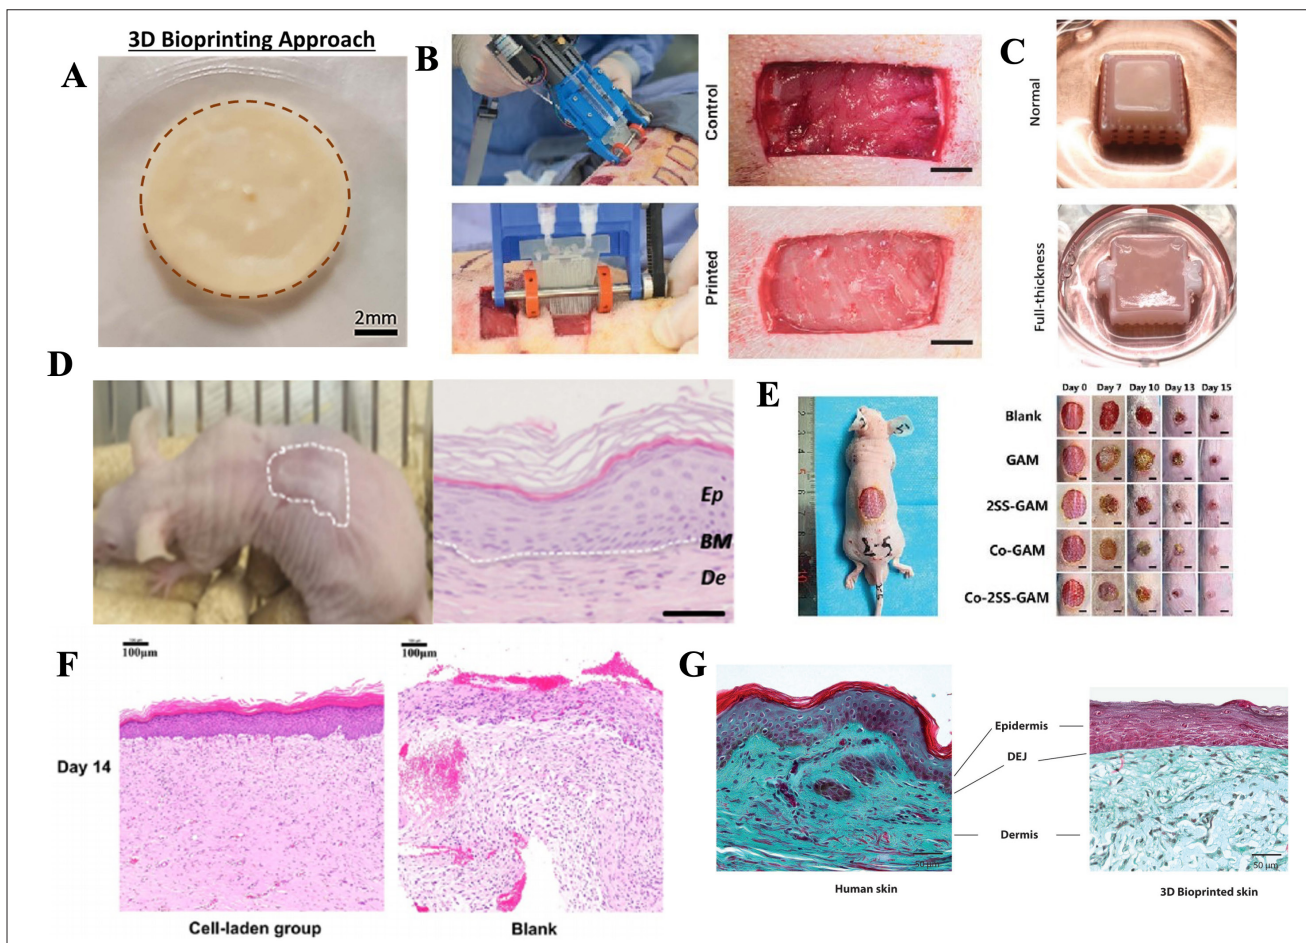 3D Bioprinting Approach
A
2mm
B
Control
Printed
C
Normal
Full-thickness
D
Ep
BM
De
E
Day 0 Day 7 Day 10 Day 13 Day 15
Blank
GAM
2SS-GAM
Co-GAM
Co-2SS-GAM
F
100μm
100μm
Day 14
Cell-laden group
Blank
G
Epidermis
DEJ
Dermis
50 μm
50 μm
Human skin
3D Bioprinted skin